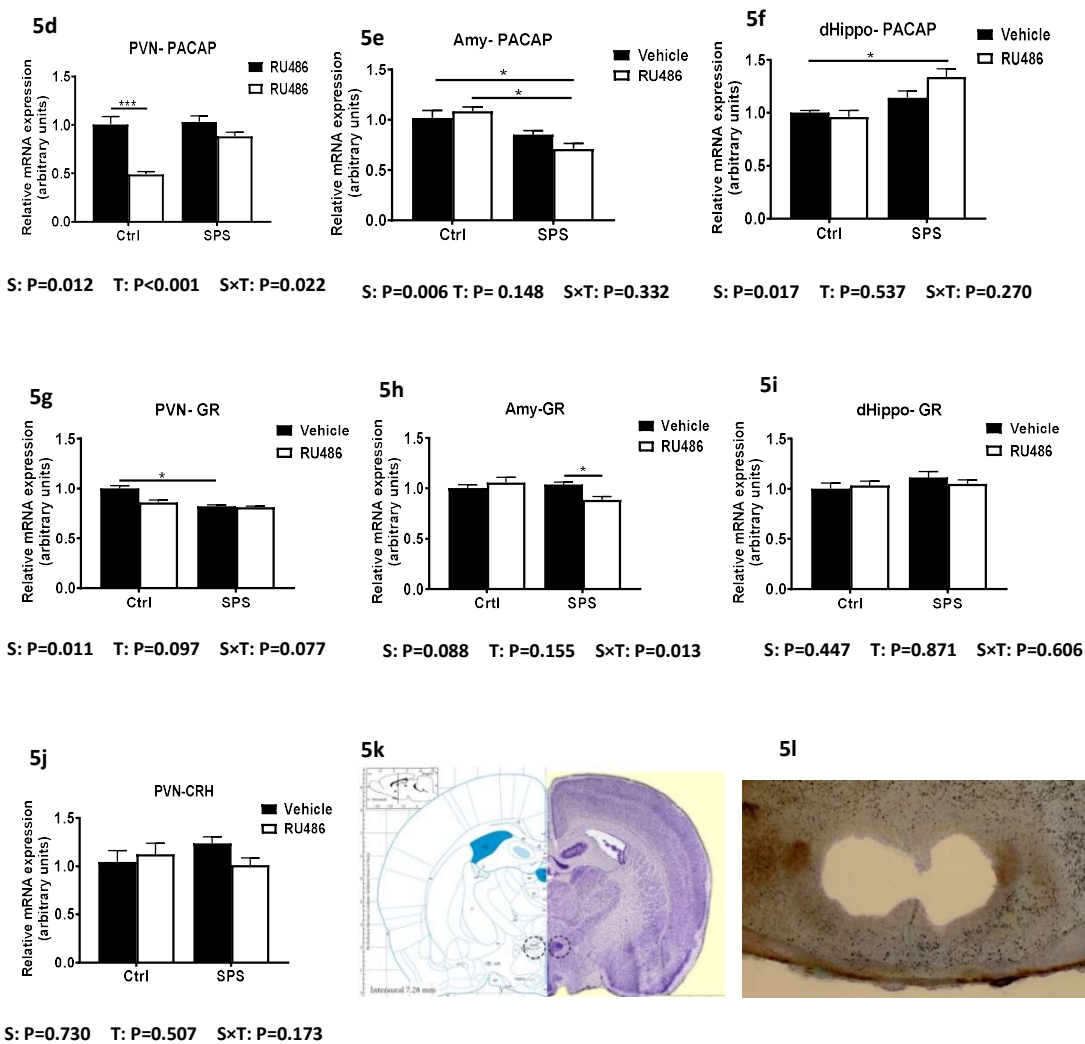 5d
PVN- PACAP
RU486
RU486
Relative mRNA expression
(arbitrary units)
1.5
1.0
0.5
0.0
***
Ctrl SPS
S: P=0.012 T: P<0.001 S×T: P=0.022
5e
Amy- PACAP
Vehicle
RU486
Relative mRNA expression
(arbitrary units)
1.5
1.0
0.5
0.0
*
*
Ctrl SPS
S: P=0.006 T: P= 0.148 S×T: P=0.332
5f
dHippo- PACAP
Vehicle
RU486
Relative mRNA expression
(arbitrary units)
1.5
1.0
0.5
0.0
*
Ctrl SPS
S: P=0.017 T: P=0.537 S×T: P=0.270
5g
PVN- GR
Vehicle
RU486
Relative mRNA expression
(arbitrary units)
1.5
1.0
0.5
0.0
*
Ctrl SPS
S: P=0.011 T: P=0.097 S×T: P=0.077
5h
Amy-GR
Vehicle
RU486
Relative mRNA expression
(arbitrary units)
1.5
1.0
0.5
0.0
*
Crtl SPS
S: P=0.088 T: P=0.155 S×T: P=0.013
5i
dHippo- GR
Vehicle
RU486
Relative mRNA expression
(arbitrary units)
1.5
1.0
0.5
0.0
Ctrl SPS
S: P=0.447 T: P=0.871 S×T: P=0.606
5j
PVN-CRH
Vehicle
RU486
Relative mRNA expression
(arbitrary units)
1.5
1.0
0.5
0.0
Ctrl SPS
S: P=0.730 T: P=0.507 S×T: P=0.173
5k
Interaural 7.28 mm
5l